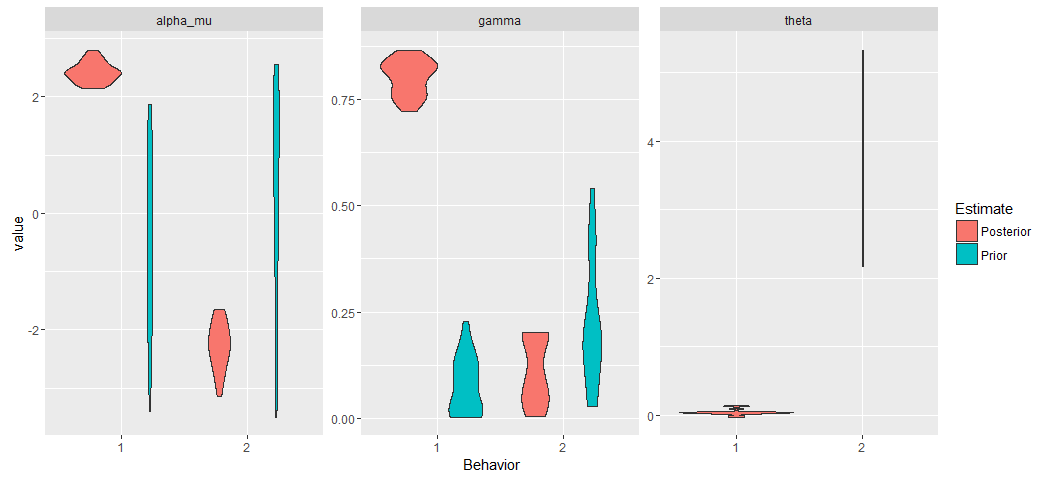 alpha_mu gamma theta
value
2
0
-2
1 2
0.75
0.50
0.25
0.00
1 2
4
2
0
1 2
Behavior
Estimate
Posterior
Prior